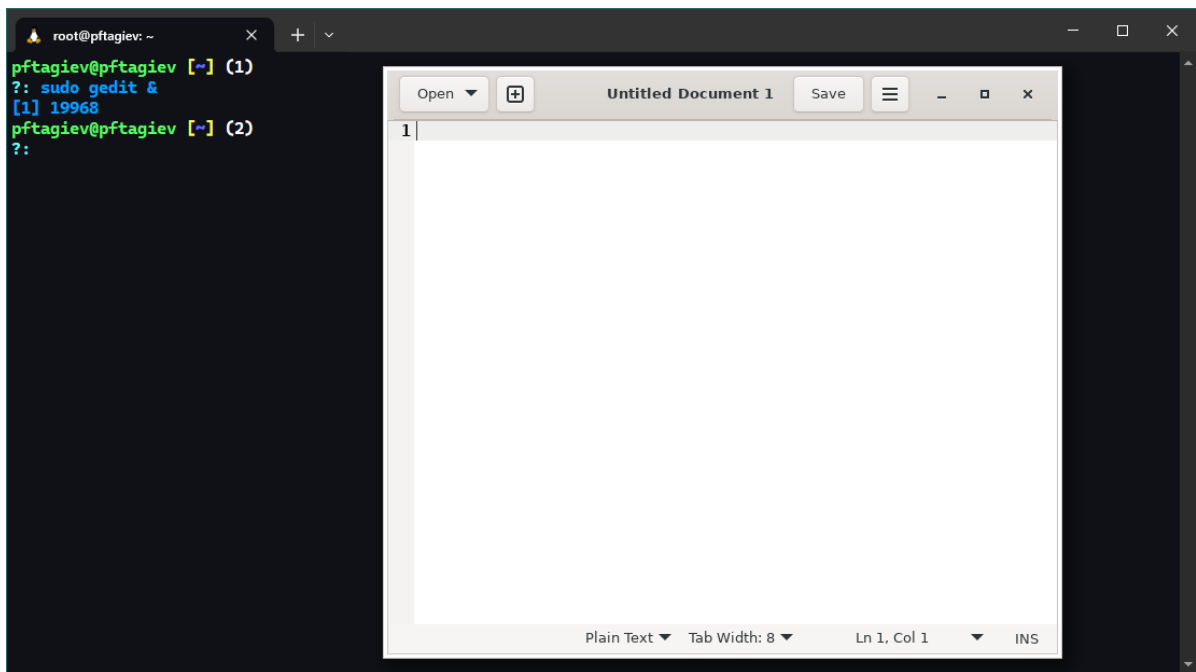 root@pftagiev: ~
pftagiev@pftagiev [~] (1)
?: sudo gedit &
[1] 19968
pftagiev@pftagiev [~] (2)
?:
Open Untitled Document 1 Save
1
Plain Text Tab Width: 8 Ln 1, Col 1 INS